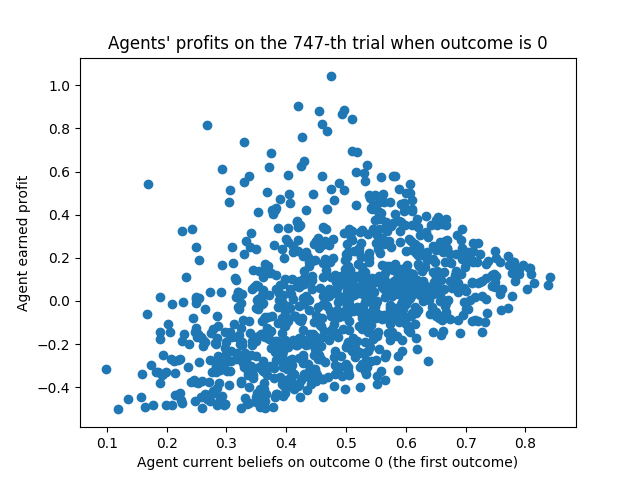 Agents' profits on the 747-th trial when outcome is 0
1.0
0.8
0.6
0.4
0.2
0.0
−0.2
−0.4
Agent earned profit
0.1 0.2 0.3 0.4 0.5 0.6 0.7 0.8
Agent current beliefs on outcome 0 (the first outcome)